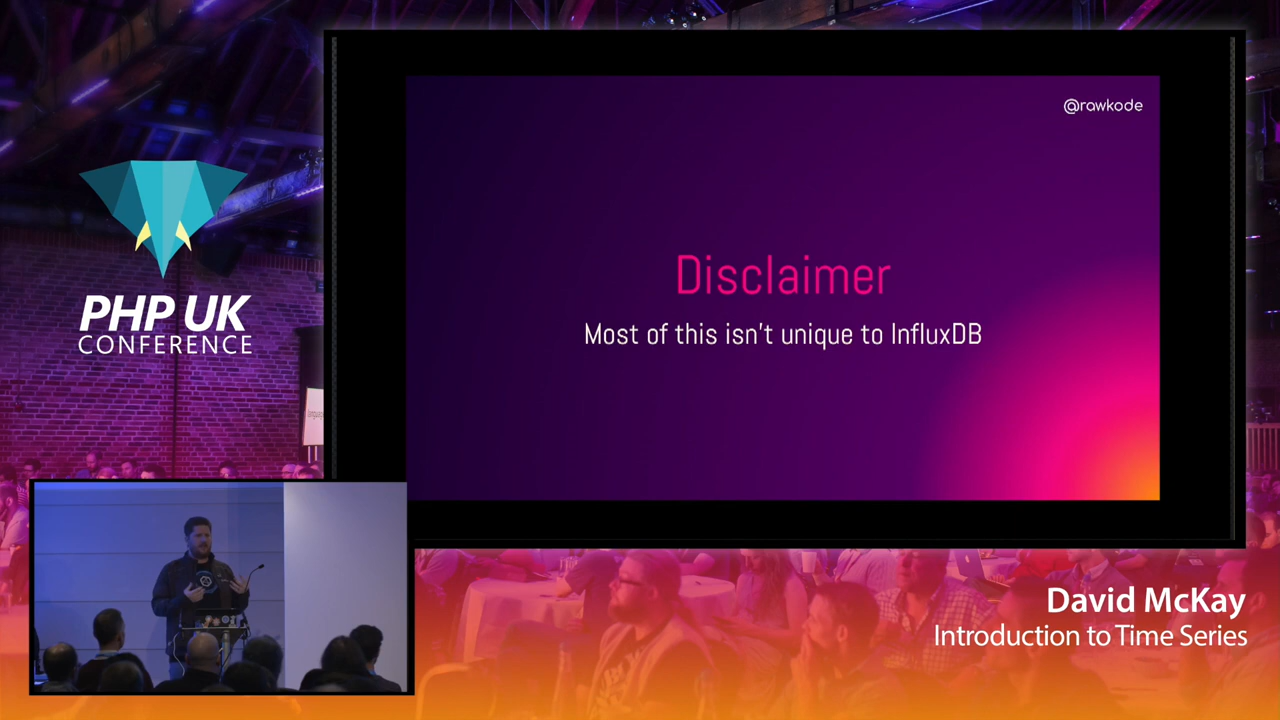 @rawkode
Disclaimer
Most of this isn't unique to InfluxDB
PHP UK
CONFERENCE
David McKay
Introduction to Time Series